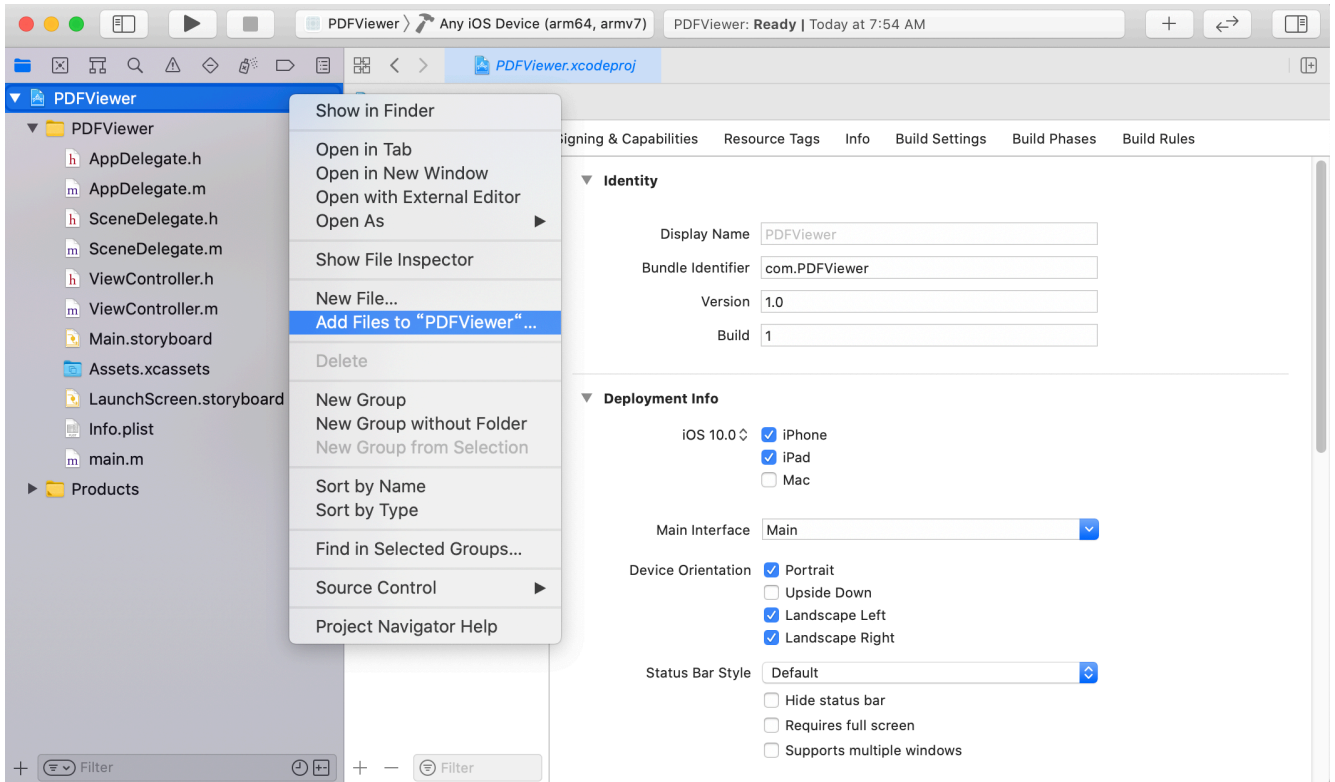 PDFViewer 〉 Any iOS Device (arm64, armv7)
PDFViewer: Ready | Today at 7:54 AM
PDFViewer.xcodeproj
PDFViewer
PDFViewer
AppDelegate.h
AppDelegate.m
SceneDelegate.h
SceneDelegate.m
ViewController.h
ViewController.m
Main.storyboard
Assets.xcassets
LaunchScreen.storyboard
Info.plist
main.m
Products
Filter
Show in Finder
Open in Tab
Open in New Window
Open with External Editor
Open As
Show File Inspector
New File...
Add Files to “PDFViewer“...
Delete
New Group
New Group without Folder
New Group from Selection
Sort by Name
Sort by Type
Find in Selected Groups...
Source Control
Project Navigator Help
Filter
& Capabilities Resource Tags Info Build Settings Build Phases Build Rules
Identity
Display Name PDFViewer
Bundle Identifier com.PDFViewer
Version 1.0
Build 1
Deployment Info
iOS 10.0 iPhone
iPad
Mac
Main Interface Main
Device Orientation Portrait
Upside Down
Landscape Left
Landscape Right
Status Bar Style Default
Hide status bar
Requires full screen
Supports multiple windows